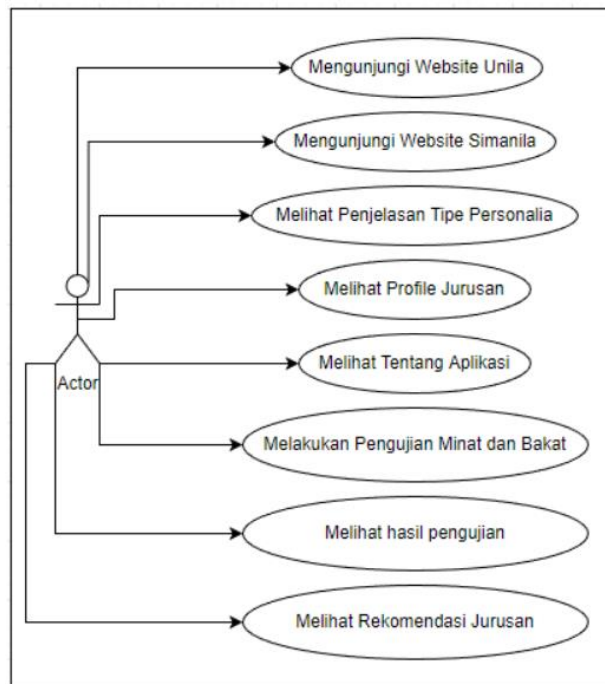 Mengunjungi Website Unila
Mengunjungi Website Simanila
Melihat Penjelasan Tipe Personalia
Melihat Profile Jurusan
Melihat Tentang Aplikasi
Actor
Melakukan Pengujian Minat dan Bakat
Melihat hasil pengujian
Melihat Rekomendasi Jurusan